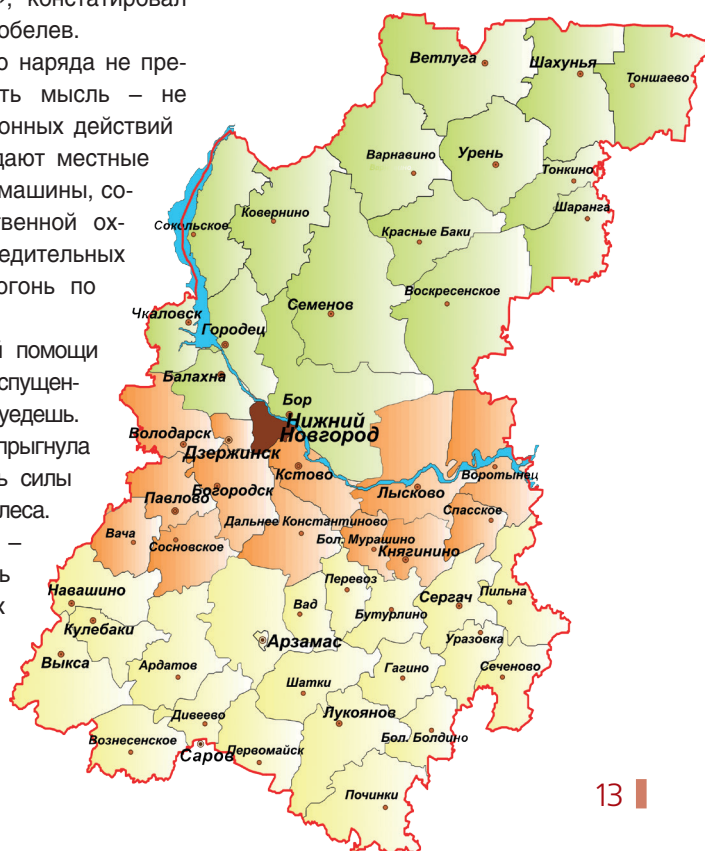 , констатировал
обелев.
о наряда не пре-
ть мысль – не
онных действий
дают местные
машины, со-
твенной ох-
едительных
огонь по
й помощи
спущен-
уедешь.
прыгнула
ь силы
леса.
–
ь
х
Ветлуга
Шахунья
Тоншаево
Варнавино
Урень
Тонкино
Шаранга
Сокольское
Ковернино
Красные Баки
Воскресенское
Семенов
Чкаловск
Городец
Балахна
Бор
Нижний
Новгород
Володарск
Дзержинск
Кстово
Воротынец
Павлово
Богородск
Лысково
Спасское
Дальнее Константиново
Вача
Сосновское
Бол. Мурашино
Княгинино
Навашино
Перевоз
Сергач
Пильна
Кулебаки
Вад
Бутурлино
Уразовка
Арзамас
Выкса
Ардатов
Гагино
Сеченово
Шатки
Дивеево
Лукоянов
Вознесенское
Саров
Первомайск
Бол. Болдино
Починки
13